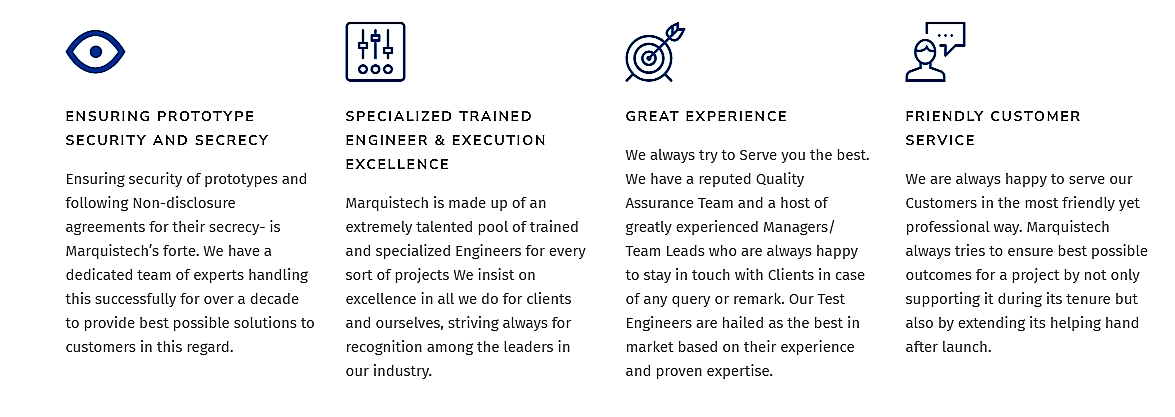 ENSURING PROTOTYPE
SECURITY AND SECRECY
Ensuring security of prototypes and
following Non-disclosure
agreements for their secrecy- is
Marquistech’s forte. We have a
dedicated team of experts handling
this successfully for over a decade
to provide best possible solutions to
customers in this regard.
SPECIALIZED TRAINED
ENGINEER & EXECUTION
EXCELLENCE
Marquistech is made up of an
extremely talented pool of trained
and specialized Engineers for every
sort of projects We insist on
excellence in all we do for clients
and ourselves, striving always for
recognition among the leaders in
our industry.
GREAT EXPERIENCE
We always try to Serve you the best.
We have a reputed Quality
Assurance Team and a host of
greatly experienced Managers/
Team Leads who are always happy
to stay in touch with Clients in case
of any query or remark. Our Test
Engineers are hailed as the best in
market based on their experience
and proven expertise.
FRIENDLY CUSTOMER
SERVICE
We are always happy to serve our
Customers in the most friendly yet
professional way. Marquistech
always tries to ensure best possible
outcomes for a project by not only
supporting it during its tenure but
also by extending its helping hand
after launch.